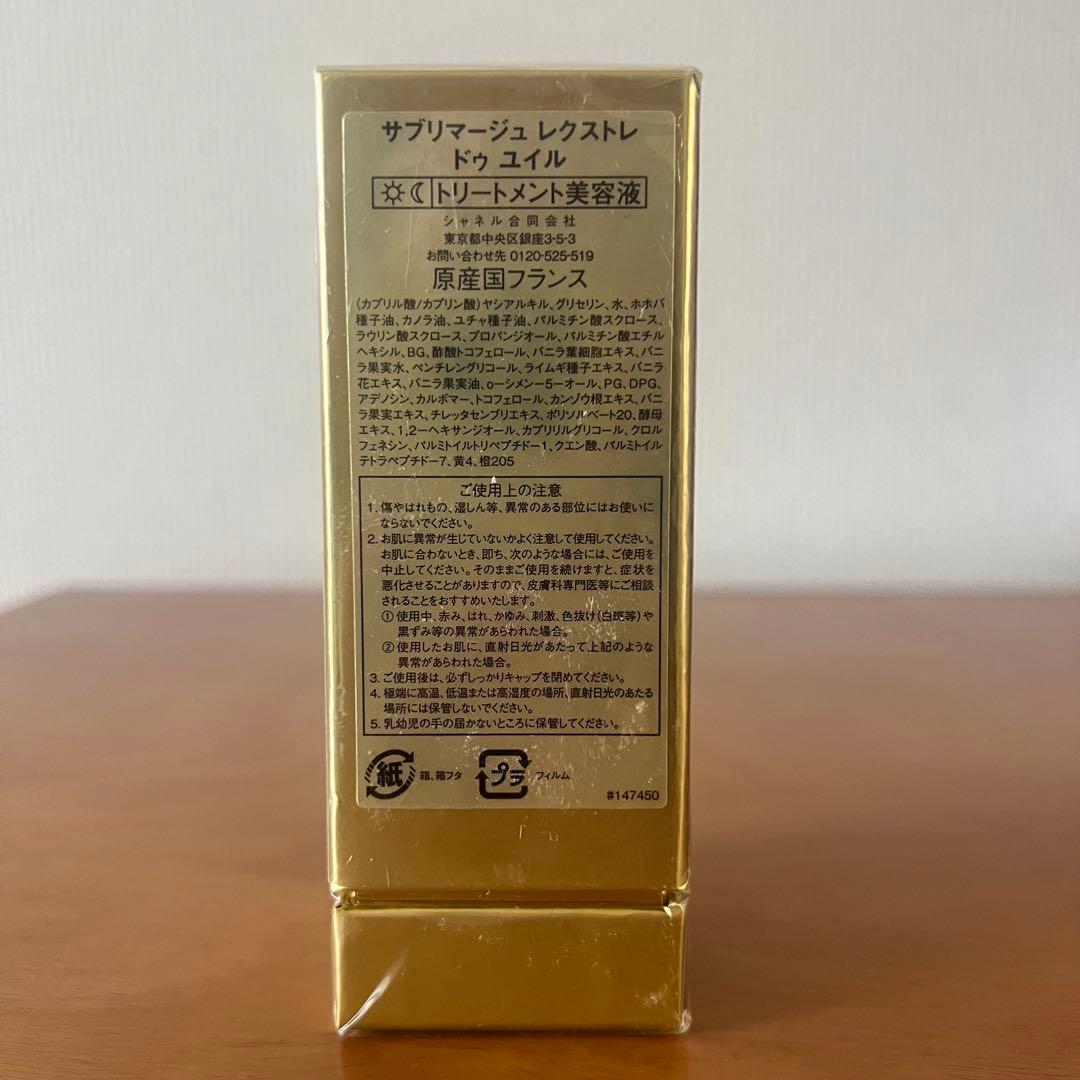 サブリマージュ レクストレ
ドゥ ユイル
トリートメント美容液
シャネル合同会社
東京都中央区銀座3-5-3
お問い合わせ先 0120-525-519
原産国フランス
(カプリル酸/カプリン酸)ヤシアルキル、グリセリン、水、ホホバ
種子油、カノラ油、ユチャ種子油、パルミチン酸スクロース、
ラウリン酸スクロース、プロパンジオール、パルミチン酸エチル
ヘキシル、BG、酢酸トコフェロール、バニラ葉細胞エキス、バニ
ラ果実水、ペンチレングリコール、ライムギ種子エキス、バニラ
花エキス、バニラ果実油、o-シメン-5-オール、PG、DPG、
アデノシン、カルボマー、トコフェロール、カンゾウ根エキス、バニ
ラ果実エキス、チレッタセンブリエキス、ポリソルベート20、酵母
エキス、1,2-ヘキサンジオール、カプリリルグリコール、クロル
フェネシン、パルミトイルトリペプチド-1、クエン酸、パルミトイル
テトラペプチド-7、黄4、橙205
ご使用上の注意
1. 傷やはれもの、湿しん等、異常のある部位にはお使いに
ならないでください。
2. お肌に異常が生じていないかよく注意して使用してください。
お肌に合わないとき、即ち、次のような場合には、ご使用を
中止してください。そのままご使用を続けますと、症状を
悪化させることがありますので、皮膚科専門医等にご相談
されることをおすすめいたします。
① 使用中、赤み、はれ、かゆみ、刺激、色抜け(白斑等)や
黒ずみ等の異常があらわれた場合。
② 使用したお肌に、直射日光があたって上記のような
異常があらわれた場合。
3. ご使用後は、必ずしっかりキャップを閉めてください。
4. 極端に高温、低温または高湿度の場所、直射日光のあたる
場所には保管しないでください。
5. 乳幼児の手の届かないところに保管してください。
紙 箱、箱フタ プラ フィルム
#147450